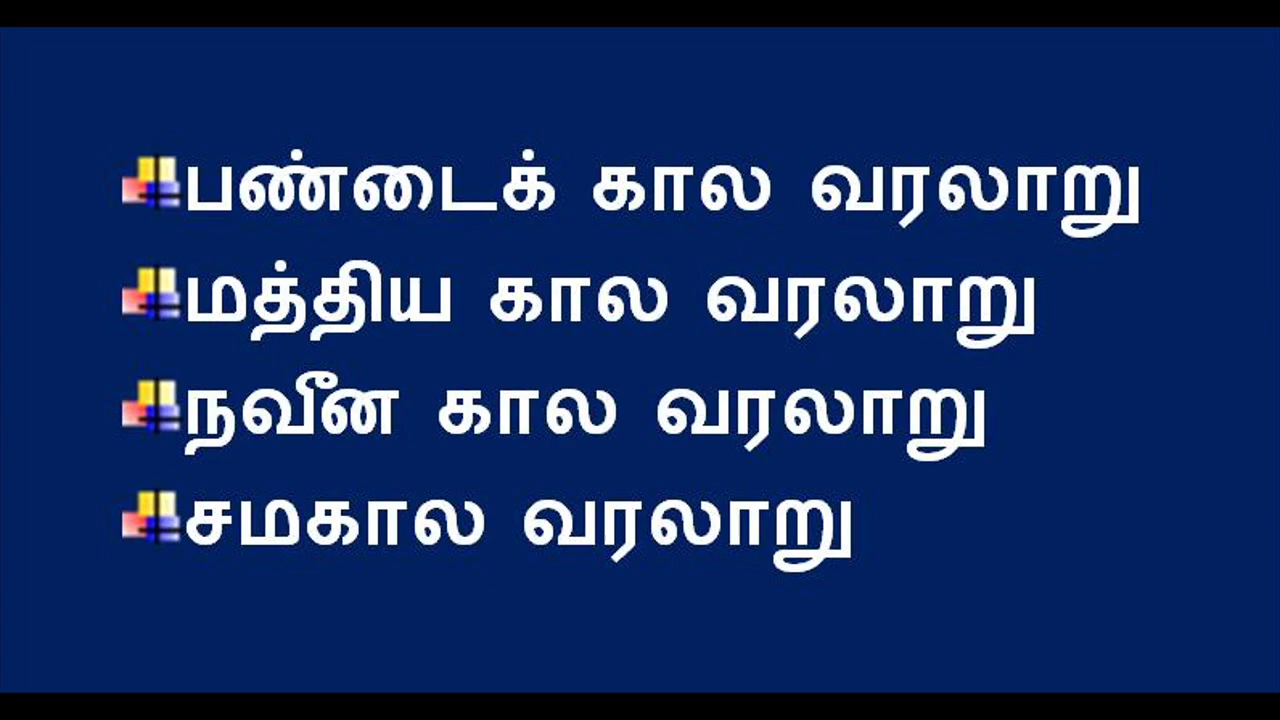 பண்டைக் கால வரலாறு
மத்திய கால வரலாறு
நவீன கால வரலாறு
சமகால வரலாறு